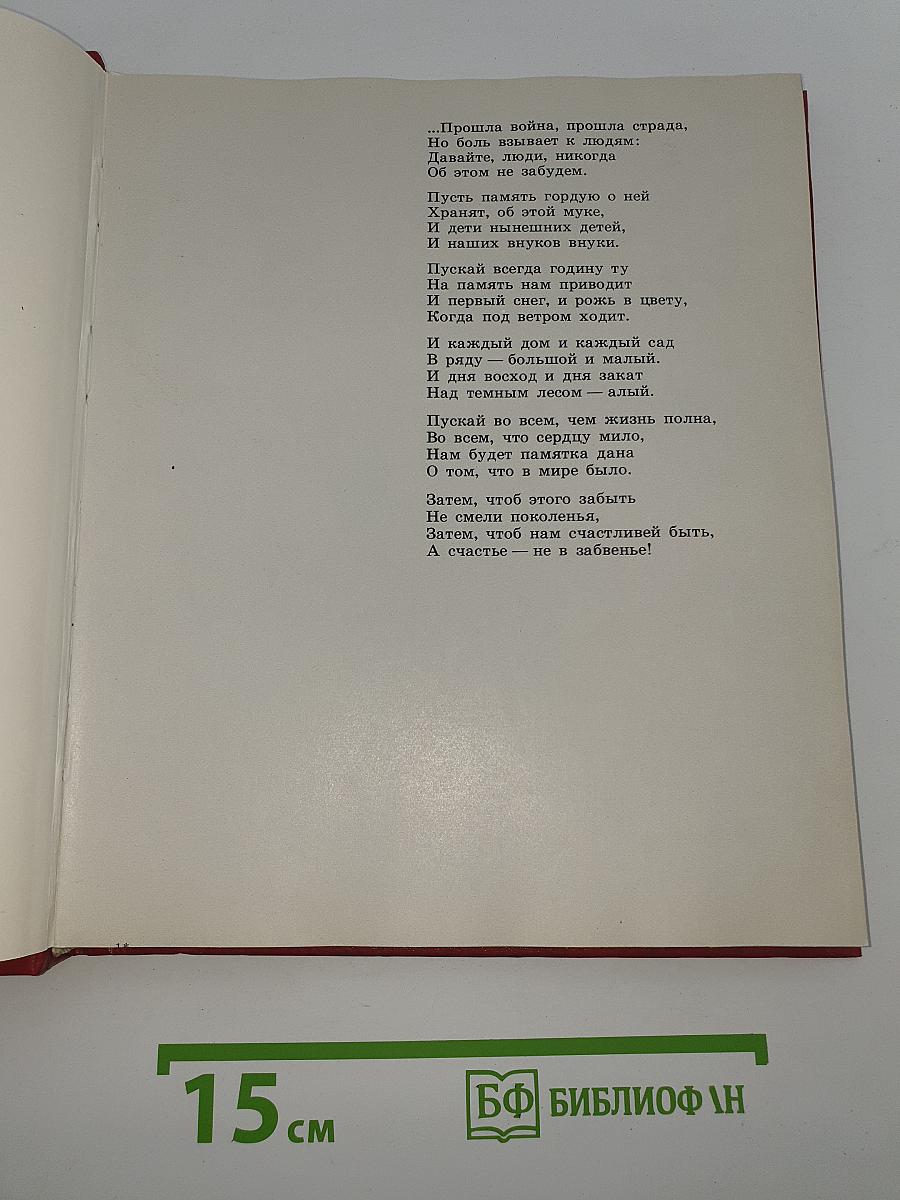 ...Прошла война, прошла страда,
Но боль взывает к людям:
Давайте, люди, никогда
Об этом не забудем.
Пусть память гордую о ней
Хранят, об этой муке,
И дети нынешних детей,
И наших внуков внуки.
Пускай всегда годину ту
На память нам приводит
И первый снег, и рожь в цвету,
Когда под ветром ходит.
И каждый дом и каждый сад
В ряду — большой и малый.
И дня восход и дня закат
Над темным лесом — алый.
Пускай во всем, чем жизнь полна,
Во всем, что сердцу мило,
Нам будет памятка дана
О том, что в мире было.
Затем, чтоб этого забыть
Не смели поколенья,
Затем, чтоб нам счастливей быть,
А счастье — не в забвенье!
1*
15 см
БФ БИБЛИОФАН